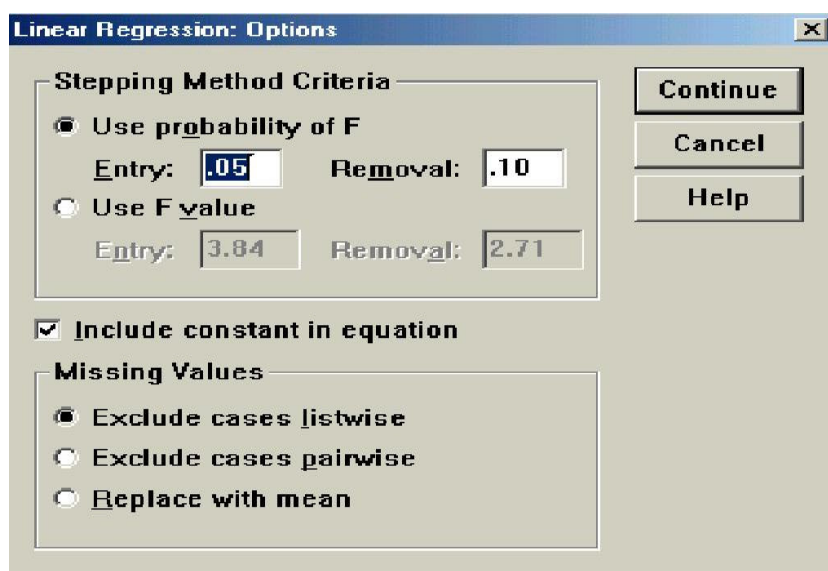 Linear Regression: Options
Stepping Method Criteria
Use probability of F
Entry: .05 Removal: .10
Use F value
Entry: 3.84 Removal: 2.71
Include constant in equation
Missing Values
Exclude cases listwise
Exclude cases pairwise
Replace with mean
Continue
Cancel
Help